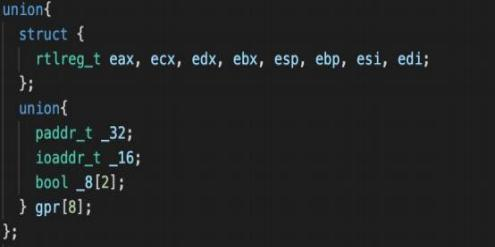 union{
struct {
rtlreg_t eax, ecx, edx, ebx, esp, ebp, esi, edi;
};
union{
paddr_t _32;
ioaddr_t _16;
bool _8[2];
} gpr[8];
};